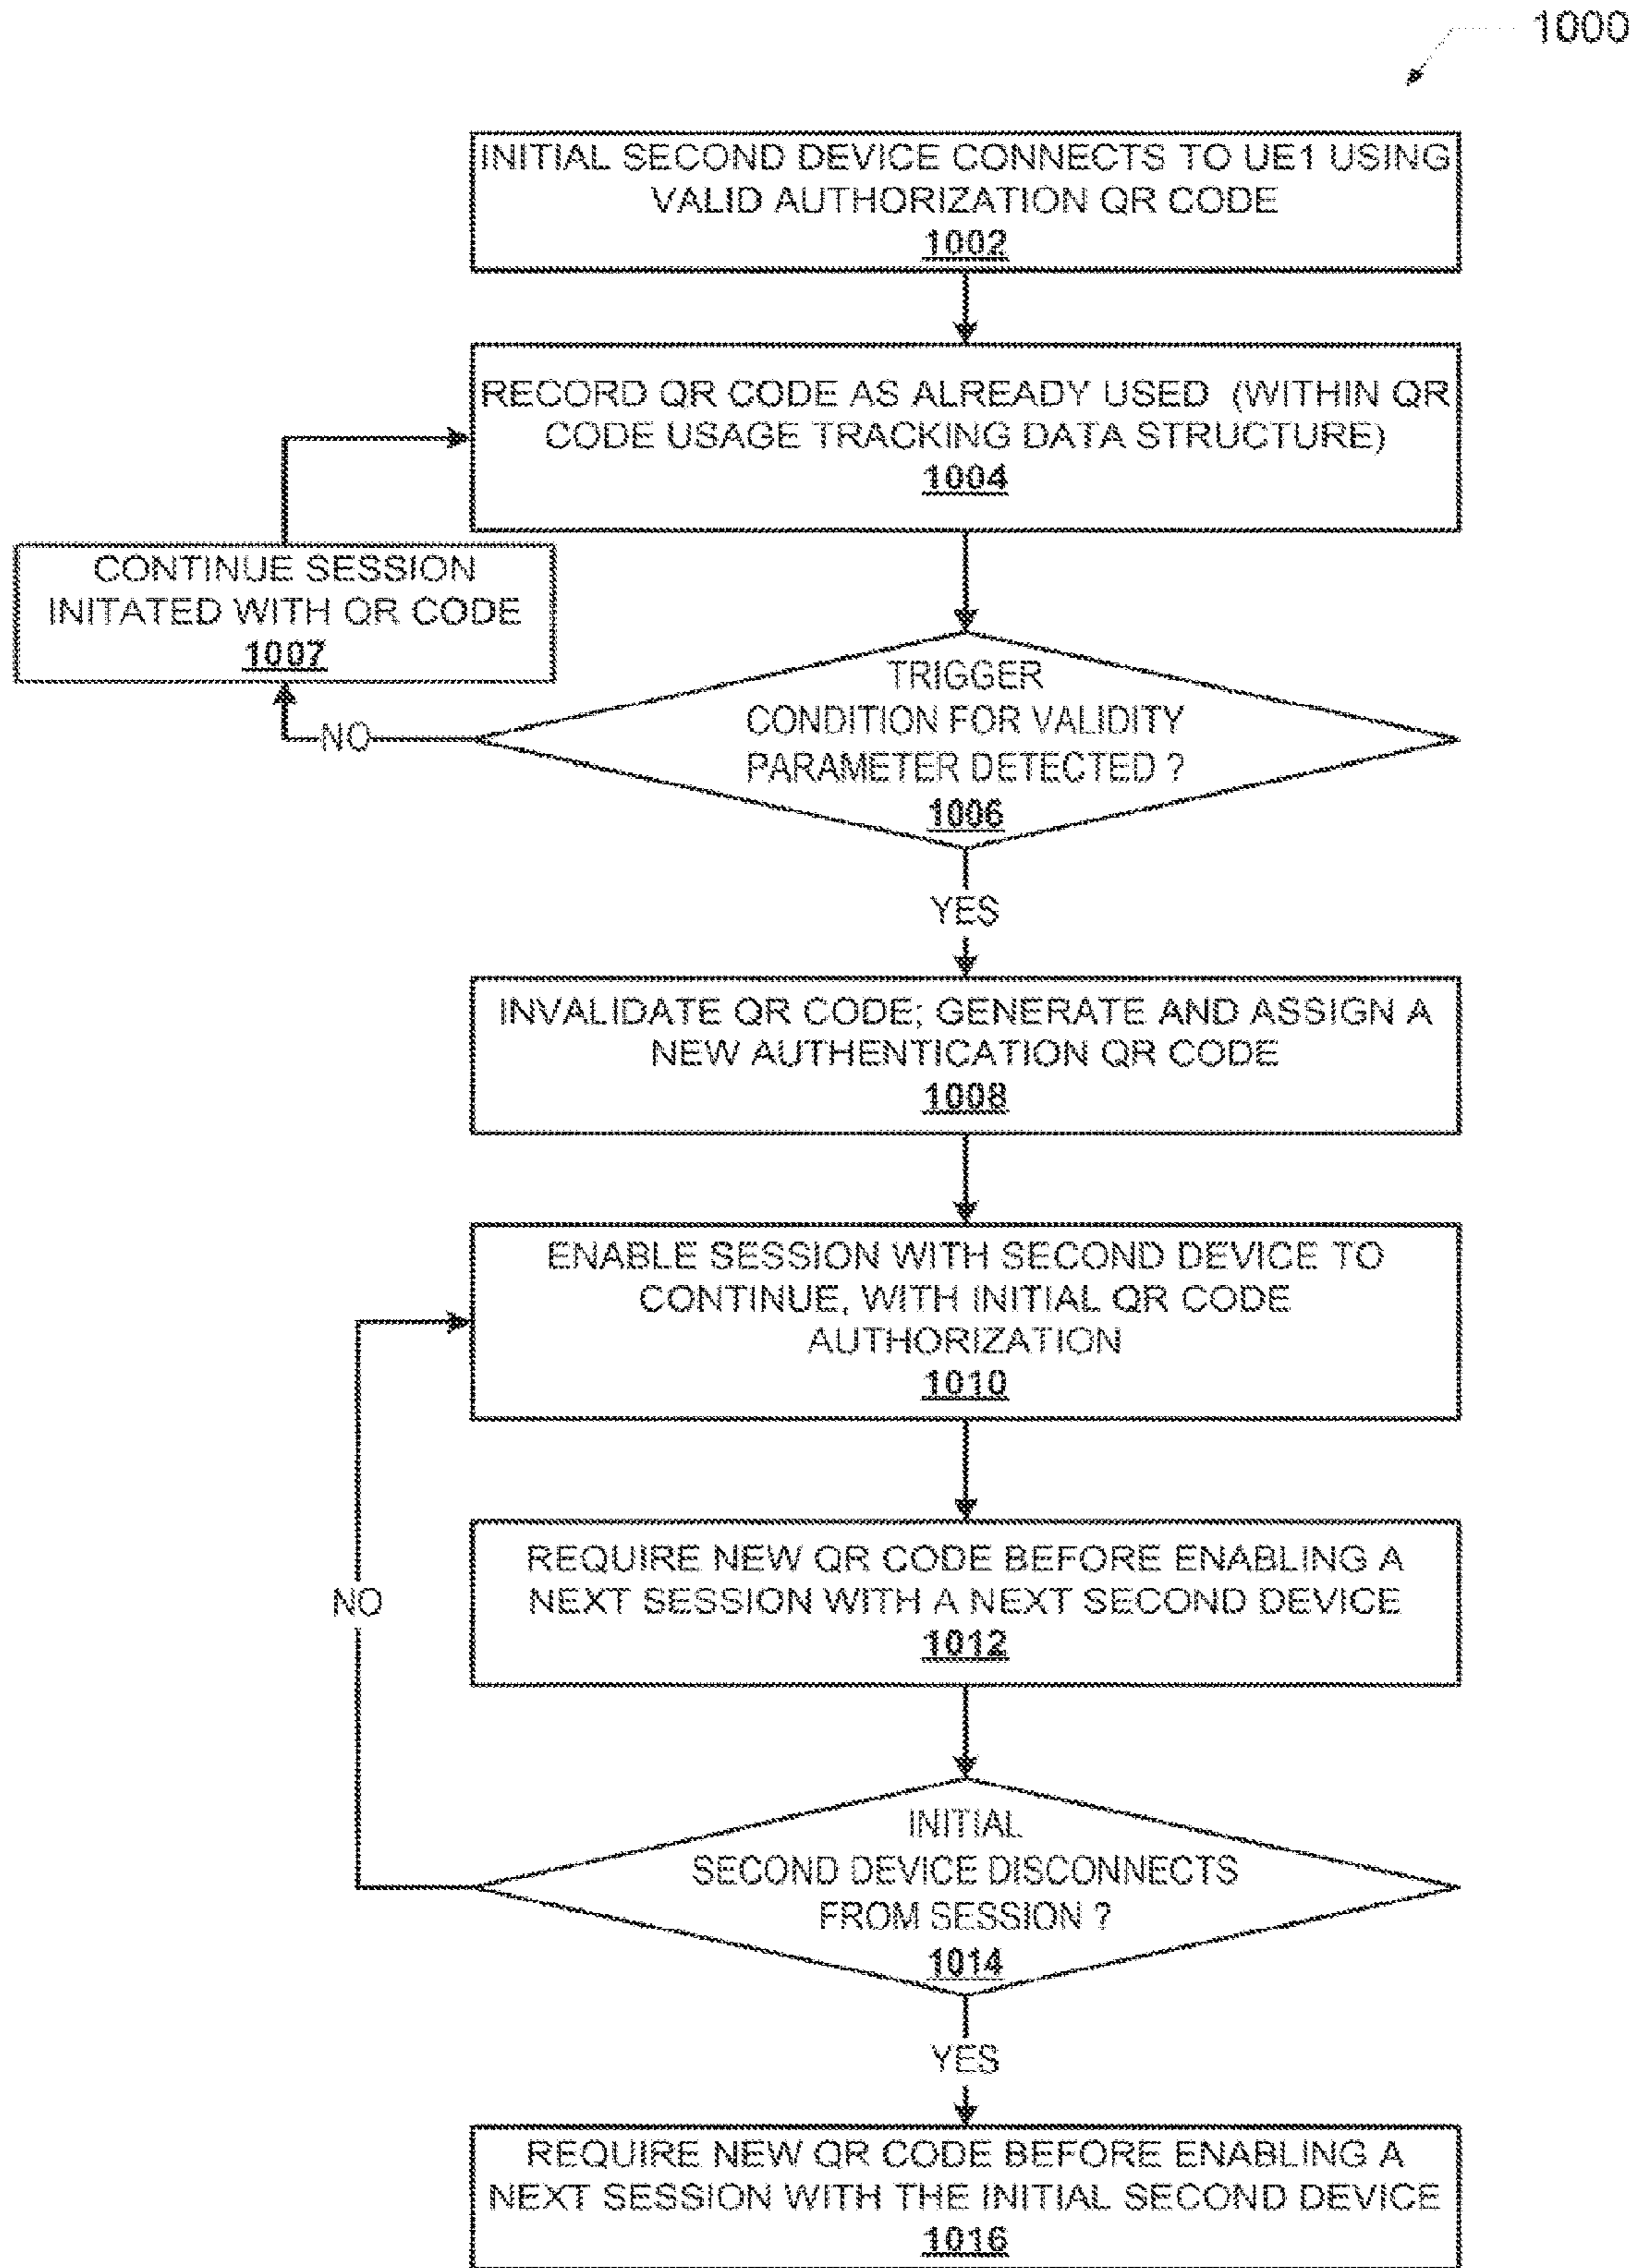 1000
INITIAL SECOND DEVICE CONNECTS TO UE1 USING
VALID AUTHORIZATION QR CODE
1002
RECORD QR CODE AS ALREADY USED (WITHIN QR
CODE USAGE TRACKING DATA STRUCTURE)
1004
CONTINUE SESSION
INITATED WITH QR CODE
1007
TRIGGER
CONDITION FOR VALIDITY
PARAMETER DETECTED ?
1006
NO
YES
INVALIDATE QR CODE; GENERATE AND ASSIGN A
NEW AUTHENTICATION QR CODE
1008
ENABLE SESSION WITH SECOND DEVICE TO
CONTINUE, WITH INITIAL QR CODE
AUTHORIZATION
1010
REQUIRE NEW QR CODE BEFORE ENABLING A
NEXT SESSION WITH A NEXT SECOND DEVICE
1012
NO
INITIAL
SECOND DEVICE DISCONNECTS
FROM SESSION ?
1014
YES
REQUIRE NEW QR CODE BEFORE ENABLING A
NEXT SESSION WITH THE INITIAL SECOND DEVICE
1016